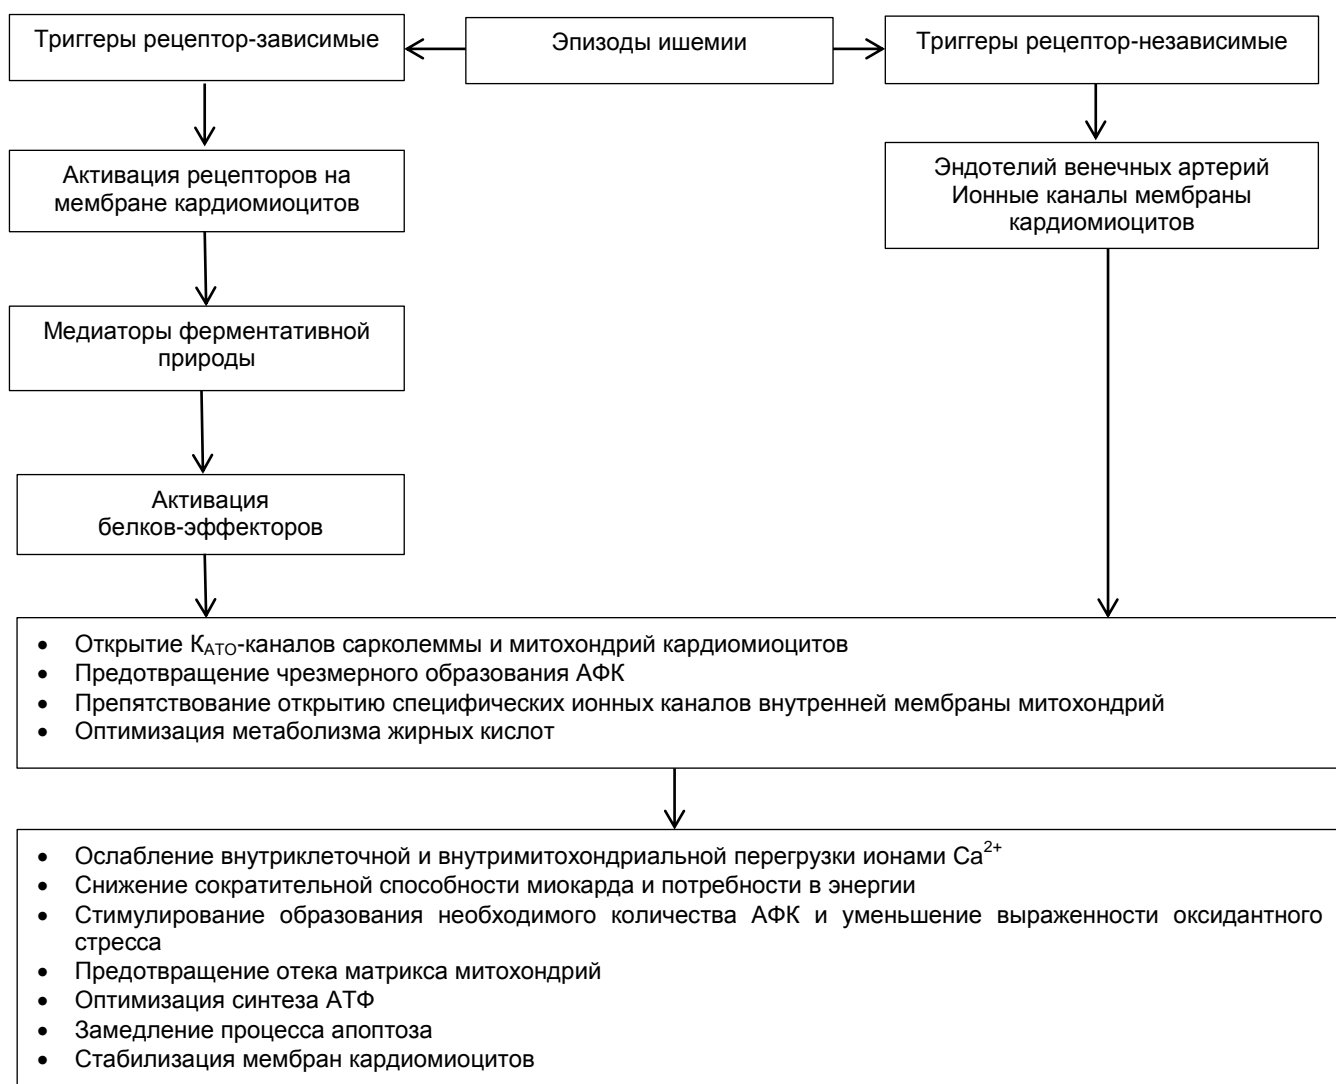 Триггеры рецептор-зависимые
Эпизоды ишемии
Триггеры рецептор-независимые
Активация рецепторов на
мембране кардиомиоцитов
Эндотелий венечных артерий
Ионные каналы мембраны
кардиомиоцитов
Медиаторы ферментативной
природы
Активация
белков-эффекторов
• Открытие K_АТО-каналов сарколеммы и митохондрий кардиомиоцитов
• Предотвращение чрезмерного образования АФК
• Препятствование открытию специфических ионных каналов внутренней мембраны митохондрий
• Оптимизация метаболизма жирных кислот
• Ослабление внутриклеточной и внутримитохондриальной перегрузки ионами Ca²⁺
• Снижение сократительной способности миокарда и потребности в энергии
• Стимулирование образования необходимого количества АФК и уменьшение выраженности оксидантного
стресса
• Предотвращение отека матрикса митохондрий
• Оптимизация синтеза АТФ
• Замедление процесса апоптоза
• Стабилизация мембран кардиомиоцитов